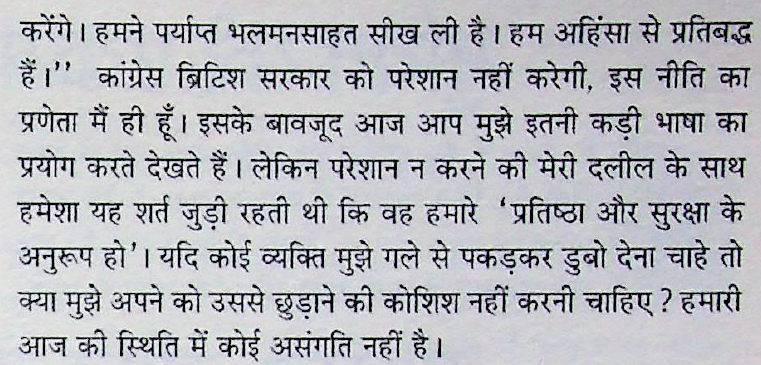 करेंगे। हमने पर्याप्त भलमनसाहत सीख ली है। हम अहिंसा से प्रतिबद्ध
हैं।'' कांग्रेस ब्रिटिश सरकार को परेशान नहीं करेगी, इस नीति का
प्रणेता मैं ही हूँ। इसके बावजूद आज आप मुझे इतनी कड़ी भाषा का
प्रयोग करते देखते हैं। लेकिन परेशान न करने की मेरी दलील के साथ
हमेशा यह शर्त जुड़ी रहती थी कि वह हमारे ‘प्रतिष्ठा और सुरक्षा के
अनुरूप हो’। यदि कोई व्यक्ति मुझे गले से पकड़कर डुबो देना चाहे तो
क्या मुझे अपने को उससे छुड़ाने की कोशिश नहीं करनी चाहिए ? हमारी
आज की स्थिति में कोई असंगति नहीं है।